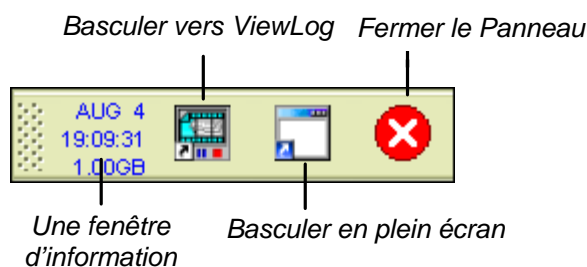 Basculer vers ViewLog
Fermer le Panneau
AUG 4
19:09:31
1.00GB
Une fenêtre
d'information
Basculer en plein écran